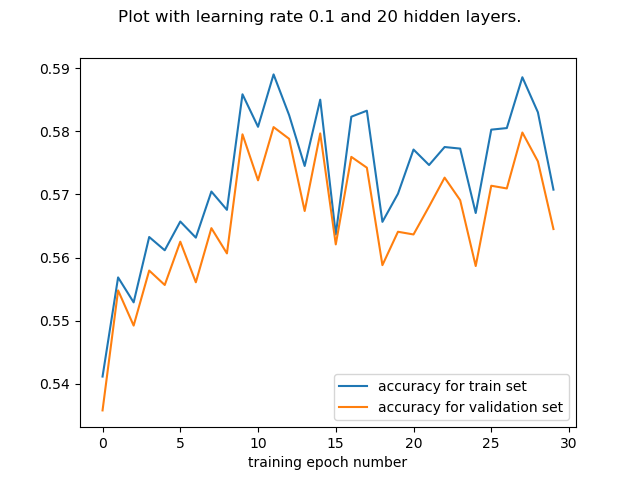 Plot with learning rate 0.1 and 20 hidden layers.
0.59
0.58
0.57
0.56
0.55
0.54
accuracy for train set
accuracy for validation set
0 5 10 15 20 25 30
training epoch number